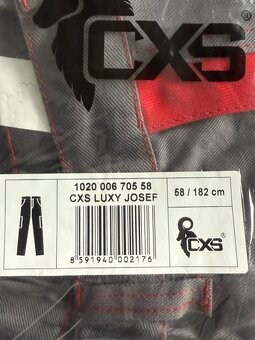 CXS®
1020 006 705 58
CXS LUXY JOSEF
58 / 182 cm
8 591940 002176
CXS®